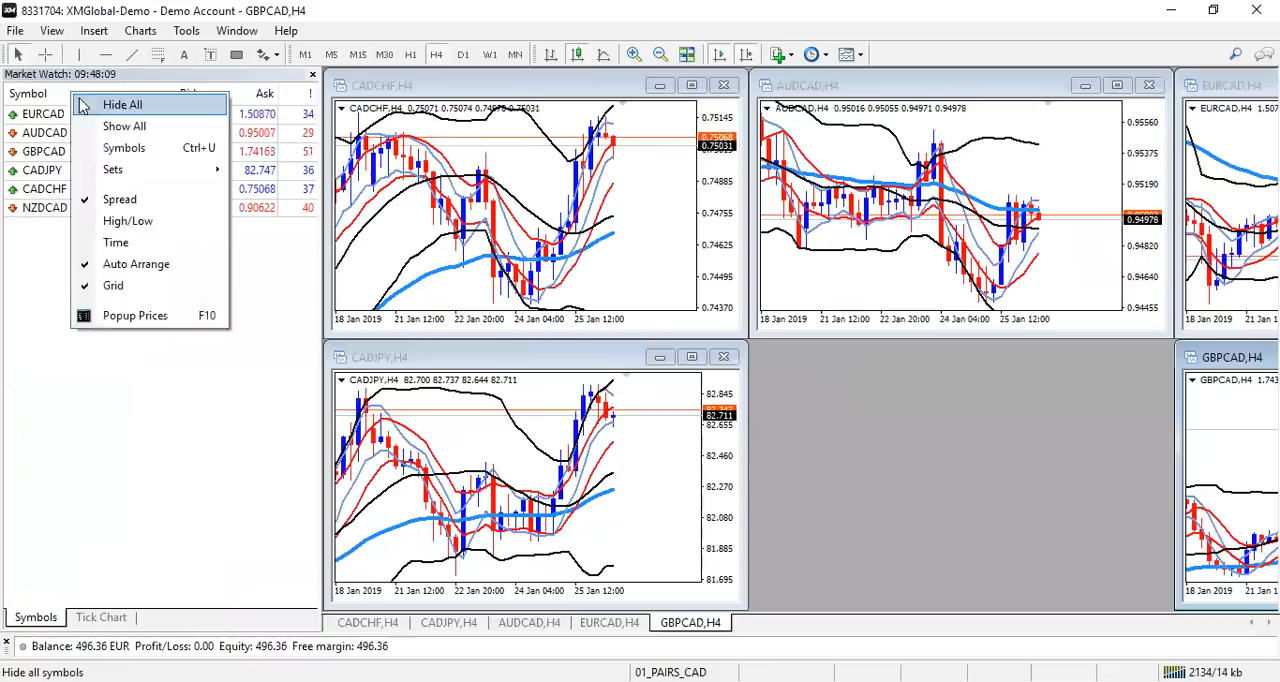 XM 8331704: XMGlobal-Demo - Demo Account - GBPCAD,H4
File View Insert Charts Tools Window Help
A T M1 M5 M15 M30 H1 H4 D1 W1 MN
Market Watch: 09:48:09
Symbol Ask !
EURCAD 1.50870 34
AUDCAD 0.95007 29
GBPCAD 1.74163 51
CADJPY 82.747 36
CADCHF 0.75068 37
NZDCAD 0.90622 40
Hide All
Show All
Symbols Ctrl+U
Sets
Spread
High/Low
Time
Auto Arrange
Grid
Popup Prices F10
Symbols Tick Chart
CADCHF,H4
CADCHF,H4 0.75071 0.75074 0.74978 0.75031
0.75145
0.75068
0.75031
0.74885
0.74755
0.74625
0.74495
0.74370
18 Jan 2019 21 Jan 12:00 22 Jan 20:00 24 Jan 04:00 25 Jan 12:00
AUDCAD,H4
AUDCAD,H4 0.95016 0.95055 0.94971 0.94978
0.95560
0.95375
0.95190
0.94978
0.94820
0.94640
0.94455
18 Jan 2019 21 Jan 12:00 22 Jan 20:00 24 Jan 04:00 25 Jan 12:00
EURCAD,H4
EURCAD,H4 1.507
18 Jan 2019 21 Jan 1
CADJPY,H4
CADJPY,H4 82.700 82.737 82.644 82.711
82.845
82.711
82.655
82.460
82.270
82.080
81.885
81.695
18 Jan 2019 21 Jan 12:00 22 Jan 20:00 24 Jan 04:00 25 Jan 12:00
GBPCAD,H4
GBPCAD,H4 1.743
18 Jan 2019 21 Jan 1
CADCHF,H4 CADJPY,H4 AUDCAD,H4 EURCAD,H4 GBPCAD,H4
Balance: 496.36 EUR Profit/Loss: 0.00 Equity: 496.36 Free margin: 496.36
Hide all symbols 01_PAIRS_CAD 2134/14 kb